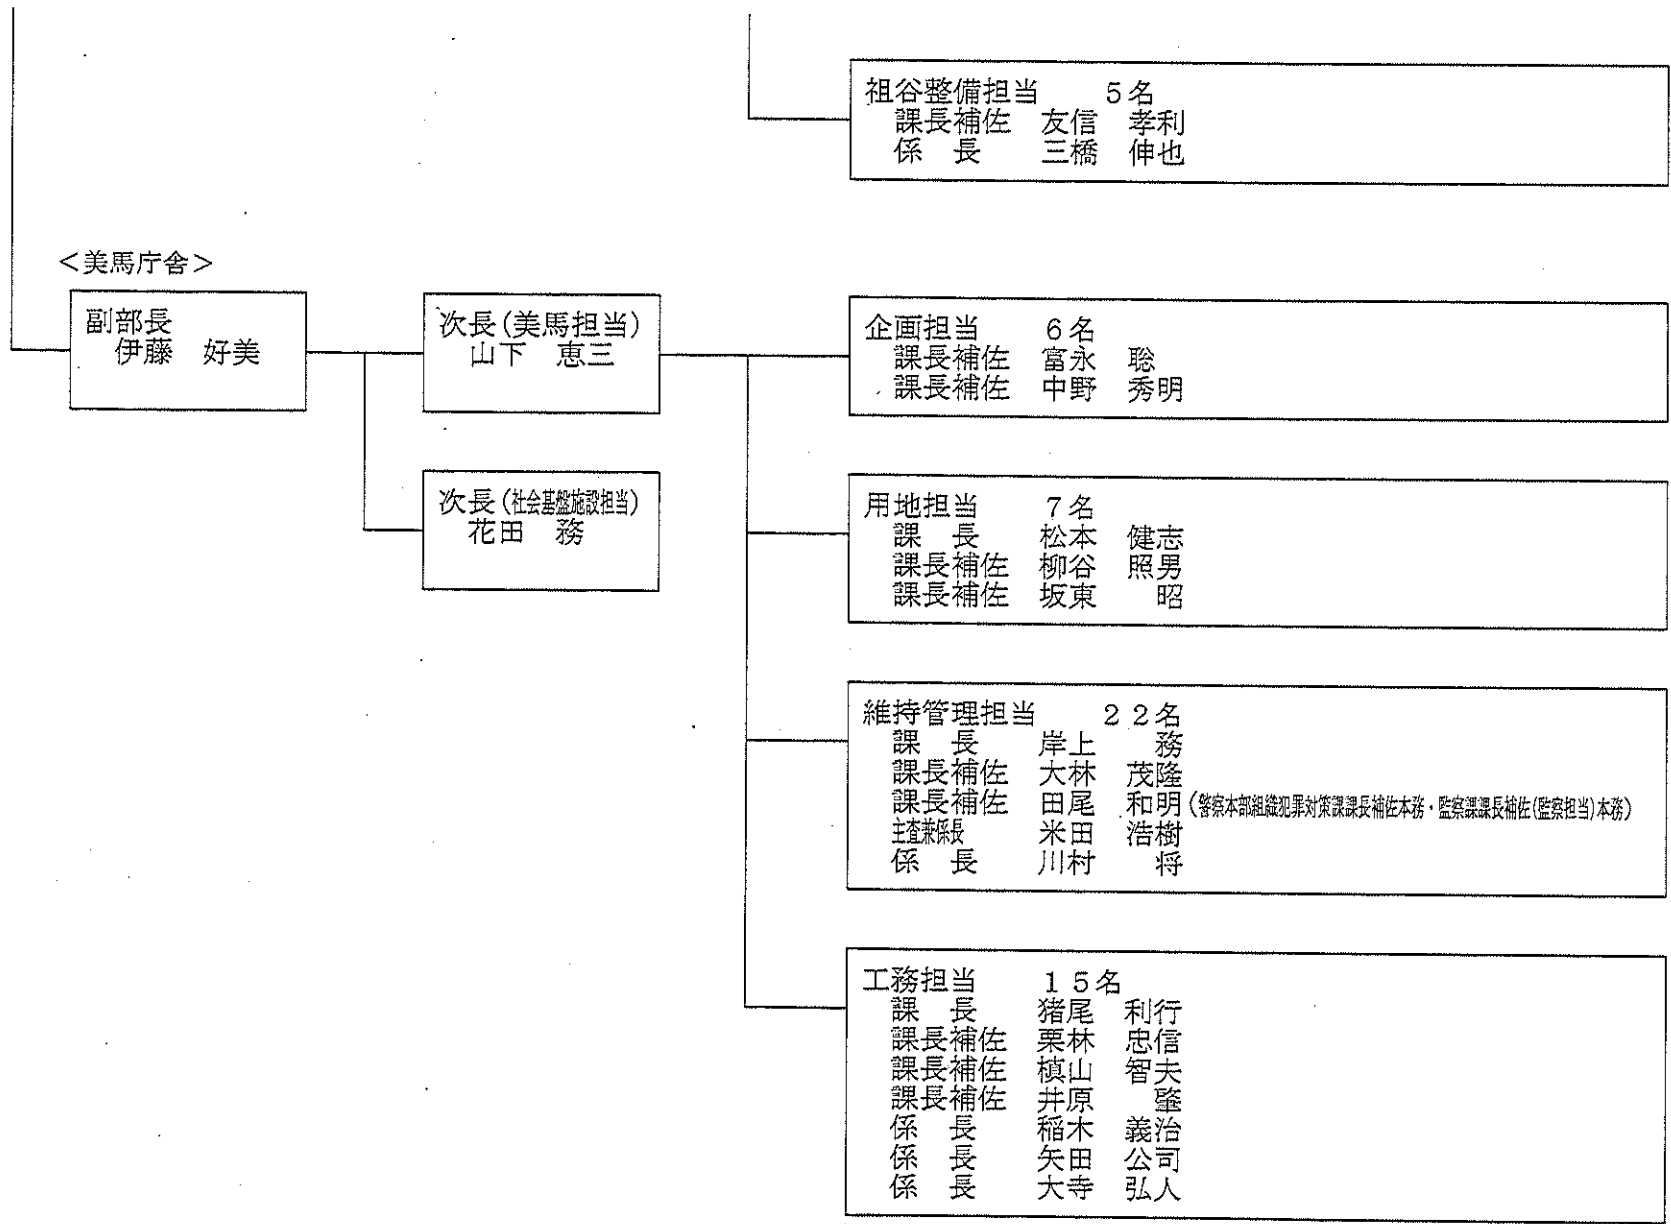 祖谷整備担当　　5名
課長補佐　友信　孝利
係　長　　三橋　伸也
＜美馬庁舎＞
副部長
伊藤　好美
次長(美馬担当)
山下　恵三
次長(社会基盤施設担当)
花田　務
企画担当　　6名
課長補佐　富永　聡
課長補佐　中野　秀明
用地担当　　7名
課　長　　松本　健志
課長補佐　柳谷　照男
課長補佐　坂東　　昭
維持管理担当　　22名
課　長　　岸上　　務
課長補佐　大林　茂隆
課長補佐　田尾　和明(警察本部組織犯罪対策課課長補佐本務・監察課課長補佐(監察担当)本務)
主査兼係長　米田　浩樹
係　長　　川村　　将
工務担当　　15名
課　長　　猪尾　利行
課長補佐　栗林　忠信
課長補佐　槙山　智夫
課長補佐　井原
係　長　　稲木　義治
係　長　　矢田　公司
係　長　　大寺　弘人